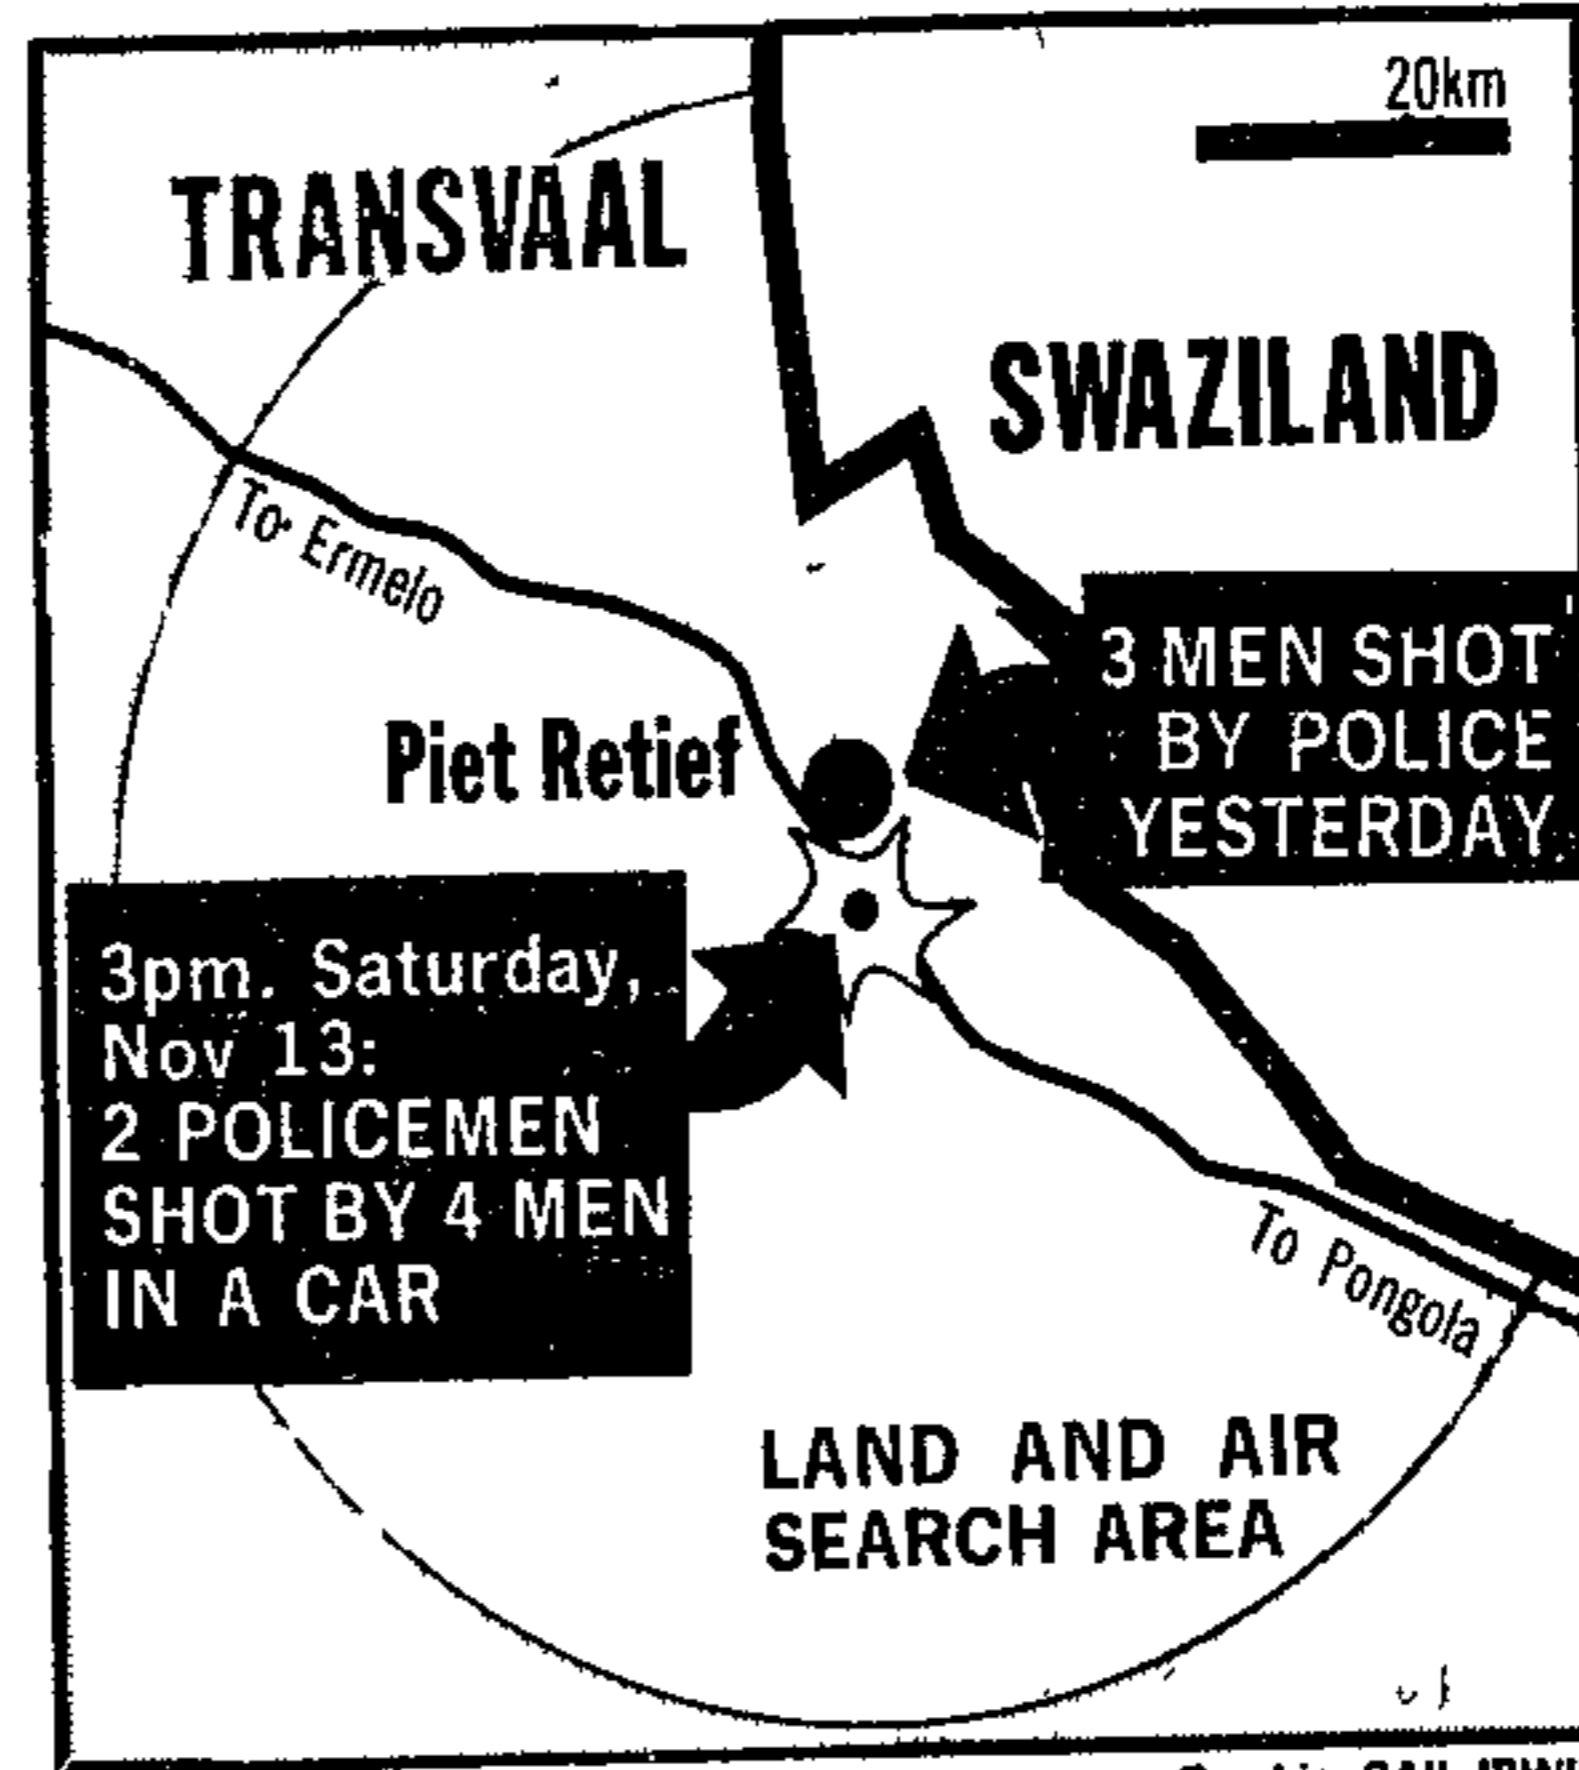 20km
TRANSVAAL
SWAZILAND
To Ermelo
3 MEN SHOT
BY POLICE
YESTERDAY
Piet Retief
3pm. Saturday,
Nov 13:
2 POLICEMEN
SHOT BY 4 MEN
IN A CAR
To Pongola
LAND AND AIR
SEARCH AREA